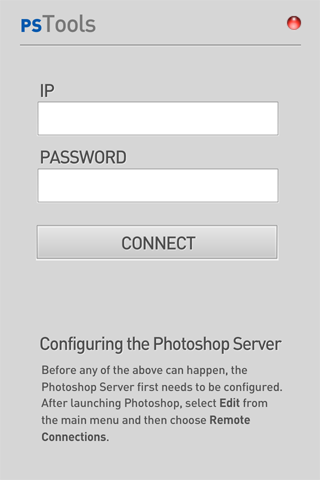 PSTools
IP
PASSWORD
CONNECT
Configuring the Photoshop Server
Before any of the above can happen, the
Photoshop Server first needs to be configured.
After launching Photoshop, select Edit from
the main menu and then choose Remote
Connections.